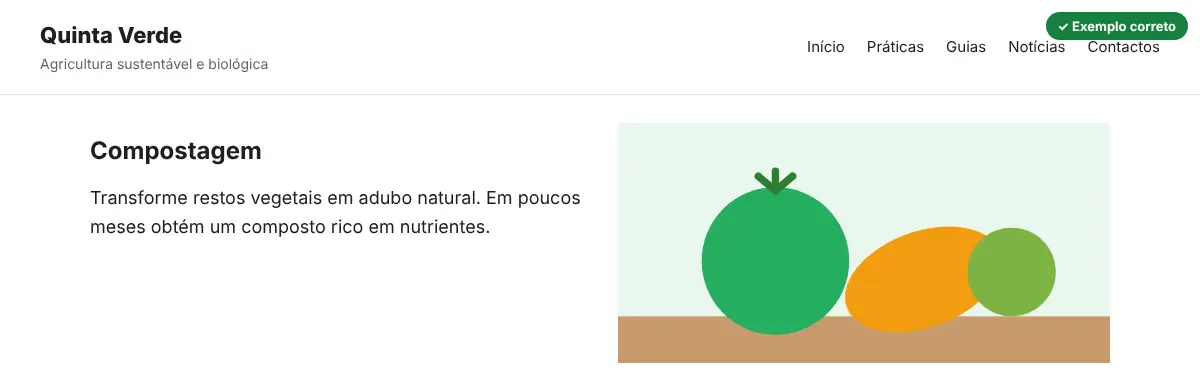 Quinta Verde
Agricultura sustentável e biológica
✓ Exemplo correto
Início Práticas Guias Notícias Contactos
Compostagem
Transforme restos vegetais em adubo natural. Em poucos
meses obtém um composto rico em nutrientes.